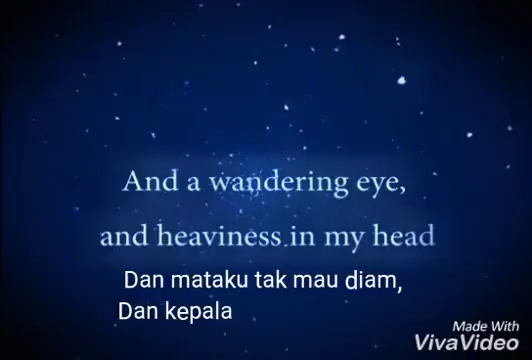 And a wandering eye,
and heaviness in my head
Dan mataku tak mau diam,
Dan kepala
Made With
VivaVideo